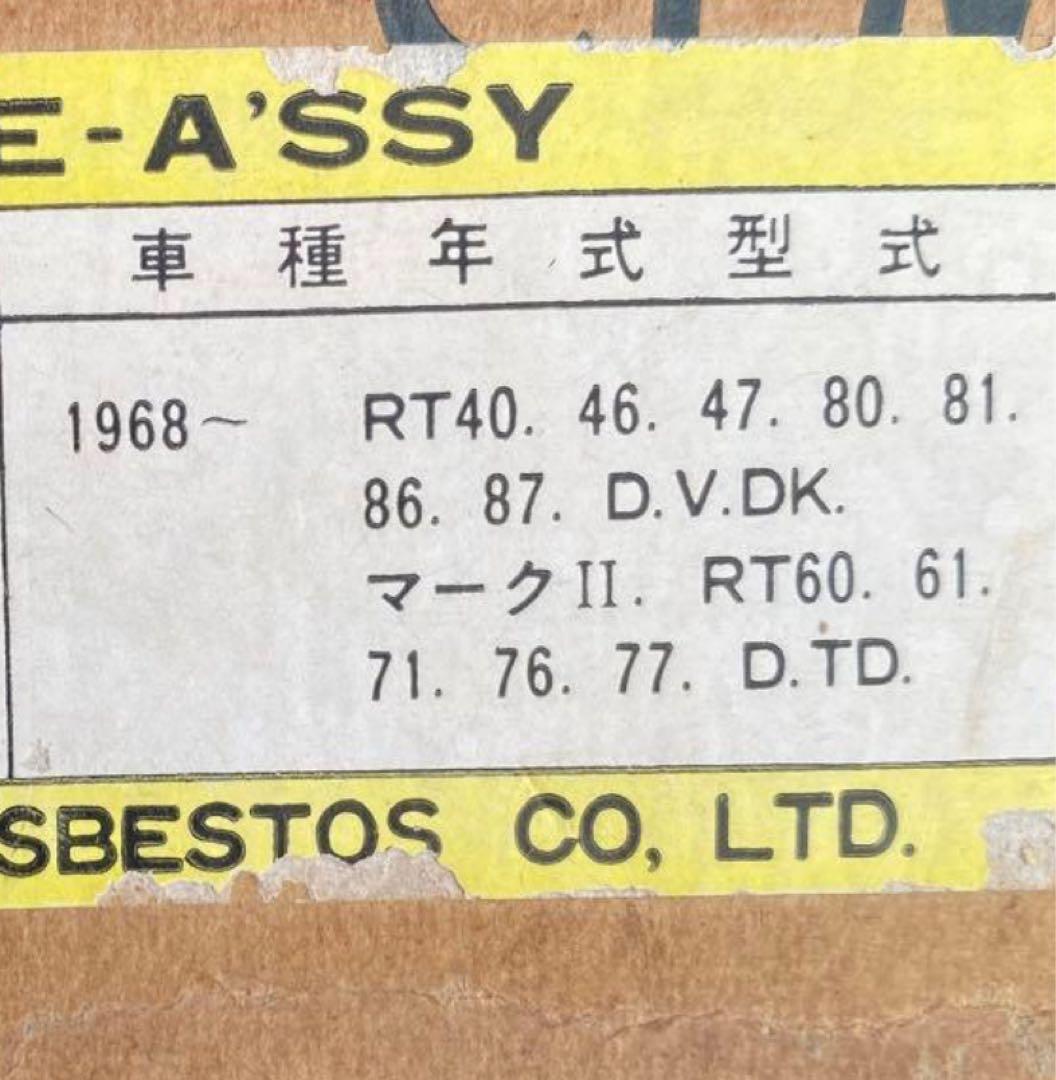 E-A'SSY
車種年式型式
1968~ RT40. 46. 47. 80. 81.
86. 87. D.V.DK.
マークII. RT60. 61.
71. 76. 77. D.TD.
SBESTOS CO, LTD.